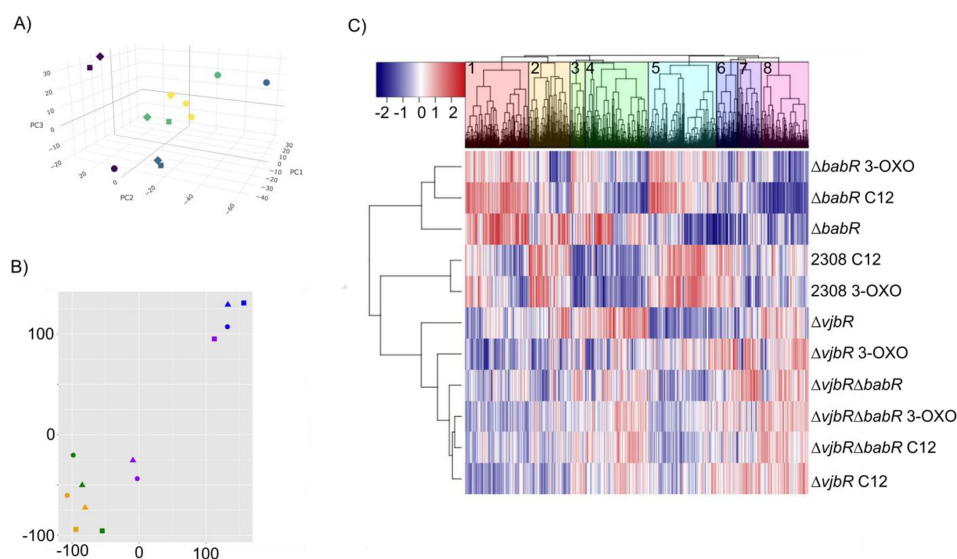 A)
30
20
10
PC3
0
-10
-20
20
0
PC2
-20
-40
-60
-40
-20
-10
0
10
20
30
PC1
B)
100
0
-100
-100 0 100
C)
-2 -1 0 1 2
1 2 3 4 5 6 7 8
ΔbabR 3-OXO
ΔbabR C12
ΔbabR
2308 C12
2308 3-OXO
ΔvjbR
ΔvjbR 3-OXO
ΔvjbRΔbabR
ΔvjbRΔbabR 3-OXO
ΔvjbRΔbabR C12
ΔvjbR C12